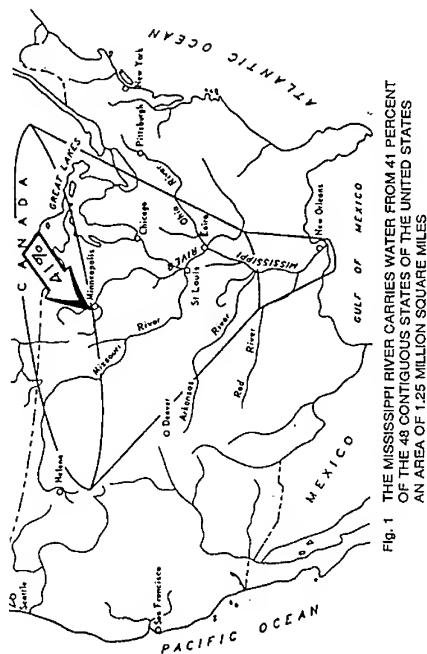 CANADA
41%
GREAT LAKES
Seattle
Helena
Minneapolis
Chicago
Pittsburgh
New York
ATLANTIC OCEAN
Ohio
River
Missouri
River
RIVER
St Louis
Cairo
MISSISSIPPI
San Francisco
Denver
Arkansas
River
Red
River
New Orleans
PACIFIC OCEAN
MEXICO
GULF OF MEXICO
Fig. 1 THE MISSISSIPPI RIVER CARRIES WATER FROM 41 PERCENT
OF THE 48 CONTIGUOUS STATES OF THE UNITED STATES
AN AREA OF 1.25 MILLION SQUARE MILES